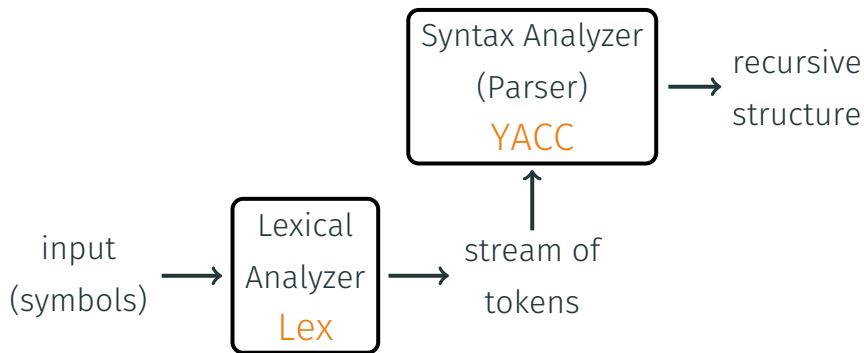 input
(symbols)
Lexical
Analyzer
Lex
stream of
tokens
Syntax Analyzer
(Parser)
YACC
recursive
structure